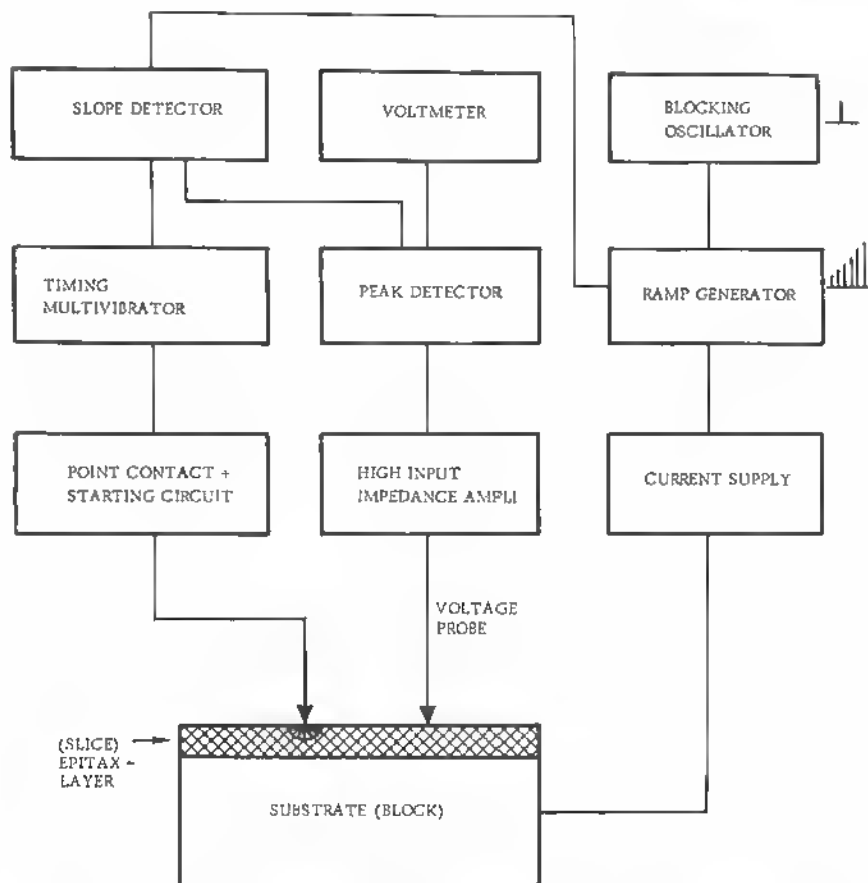 SLOPE DETECTOR
VOLTMETER
BLOCKING
OSCILLATOR
TIMING
MULTIVIBRATOR
PEAK DETECTOR
RAMP GENERATOR
POINT CONTACT +
STARTING CIRCUIT
HIGH INPUT
IMPEDANCE AMPLI
CURRENT SUPPLY
VOLTAGE
PROBE
(SLICE)
EPITAX -
LAYER
SUBSTRATE (BLOCK)